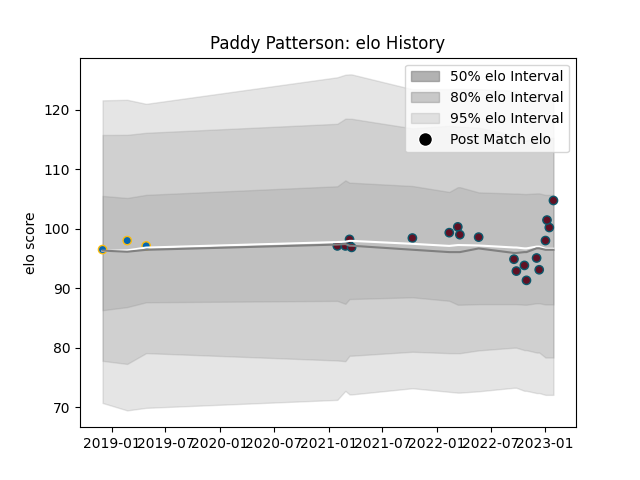 Paddy Patterson: elo History
50% elo Interval
80% elo Interval
95% elo Interval
Post Match elo
elo score
120
110
100
90
80
70
2019-01 2019-07 2020-01 2020-07 2021-01 2021-07 2022-01 2022-07 2023-01